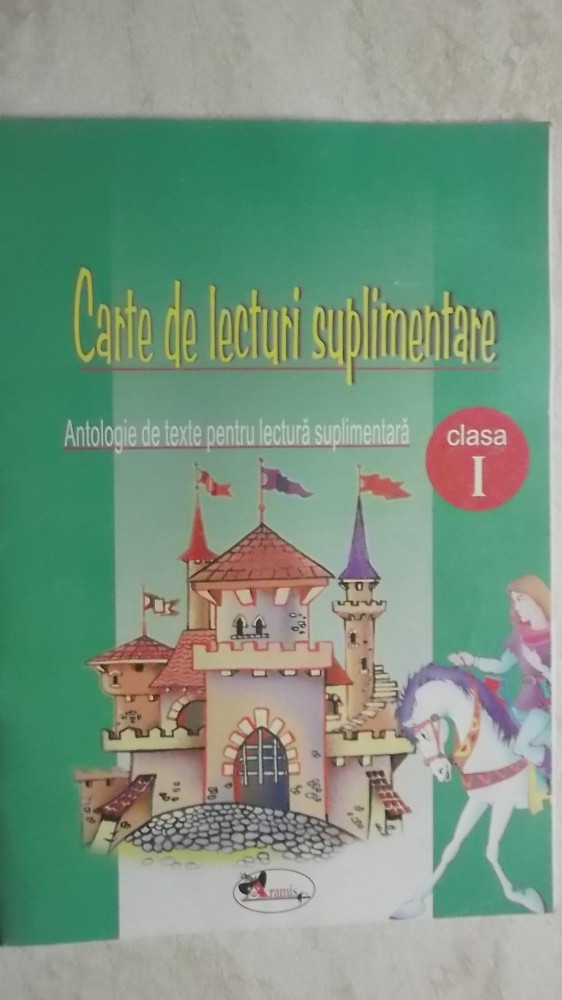 Carte de lecturi suplimentare
Antologie de texte pentru lectură suplimentară
clasa
I
Aramis